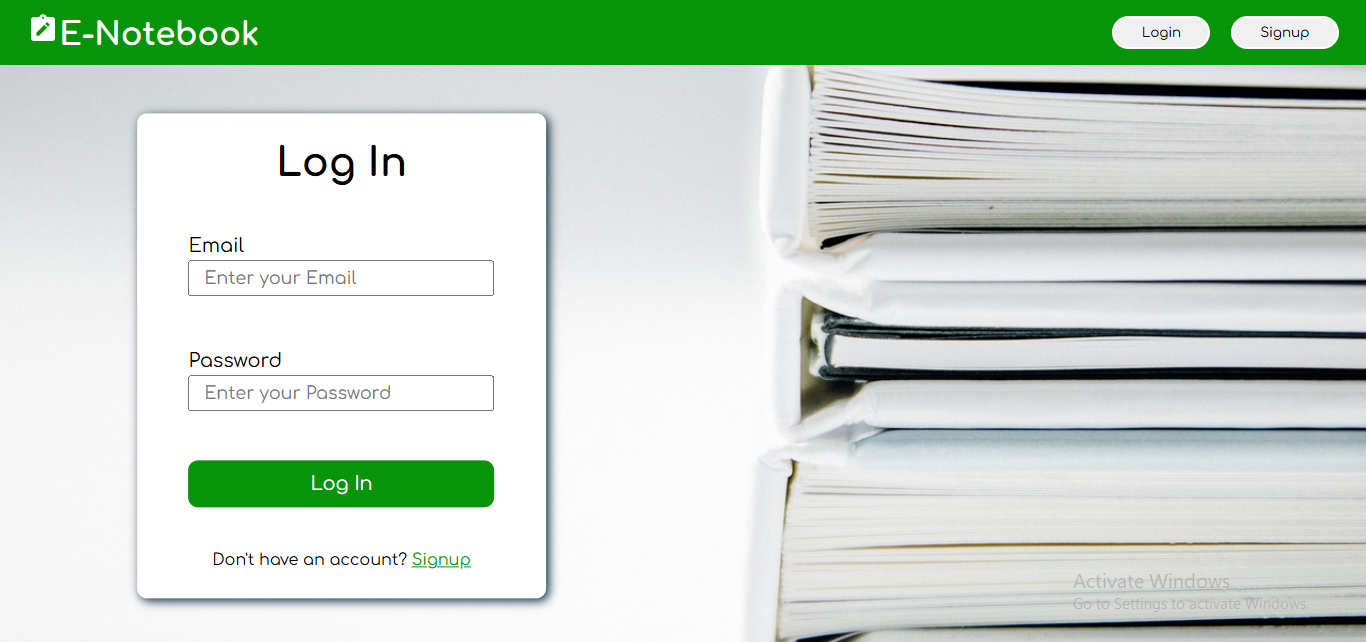 E-Notebook
Login
Signup
Log In
Email
Enter your Email
Password
Enter your Password
Log In
Don't have an account? Signup
Activate Windows
Go to Settings to activate Windows.